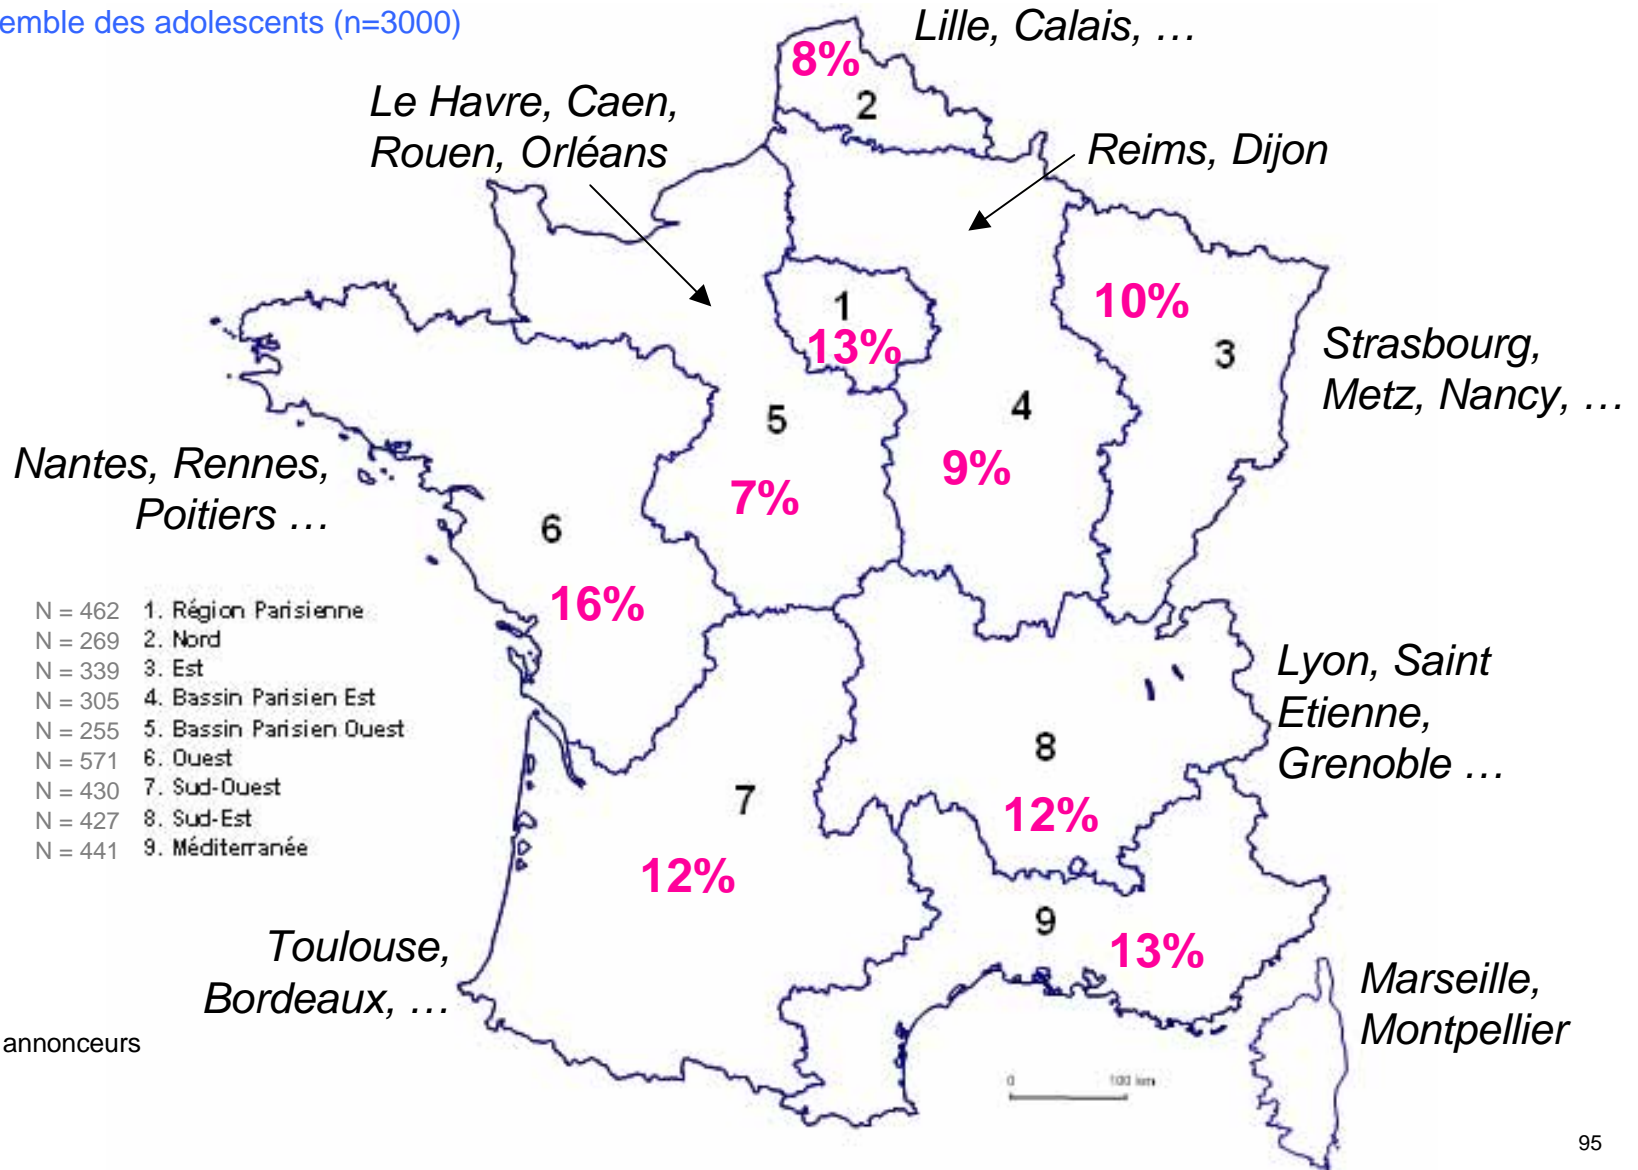 emble des adolescents (n=3000)
Lille, Calais, …
8%
2
Le Havre, Caen,
Rouen, Orléans
Reims, Dijon
1
13%
10%
3
Strasbourg,
Metz, Nancy, …
5
7%
4
9%
Nantes, Rennes,
Poitiers …
6
16%
N = 462 1. Région Parisienne
N = 269 2. Nord
N = 339 3. Est
N = 305 4. Bassin Parisien Est
N = 255 5. Bassin Parisien Ouest
N = 571 6. Ouest
N = 430 7. Sud-Ouest
N = 427 8. Sud-Est
N = 441 9. Méditerranée
Lyon, Saint
Etienne,
Grenoble …
8
12%
7
12%
9
13%
Toulouse,
Bordeaux, …
Marseille,
Montpellier
annonceurs
0 100 km
95